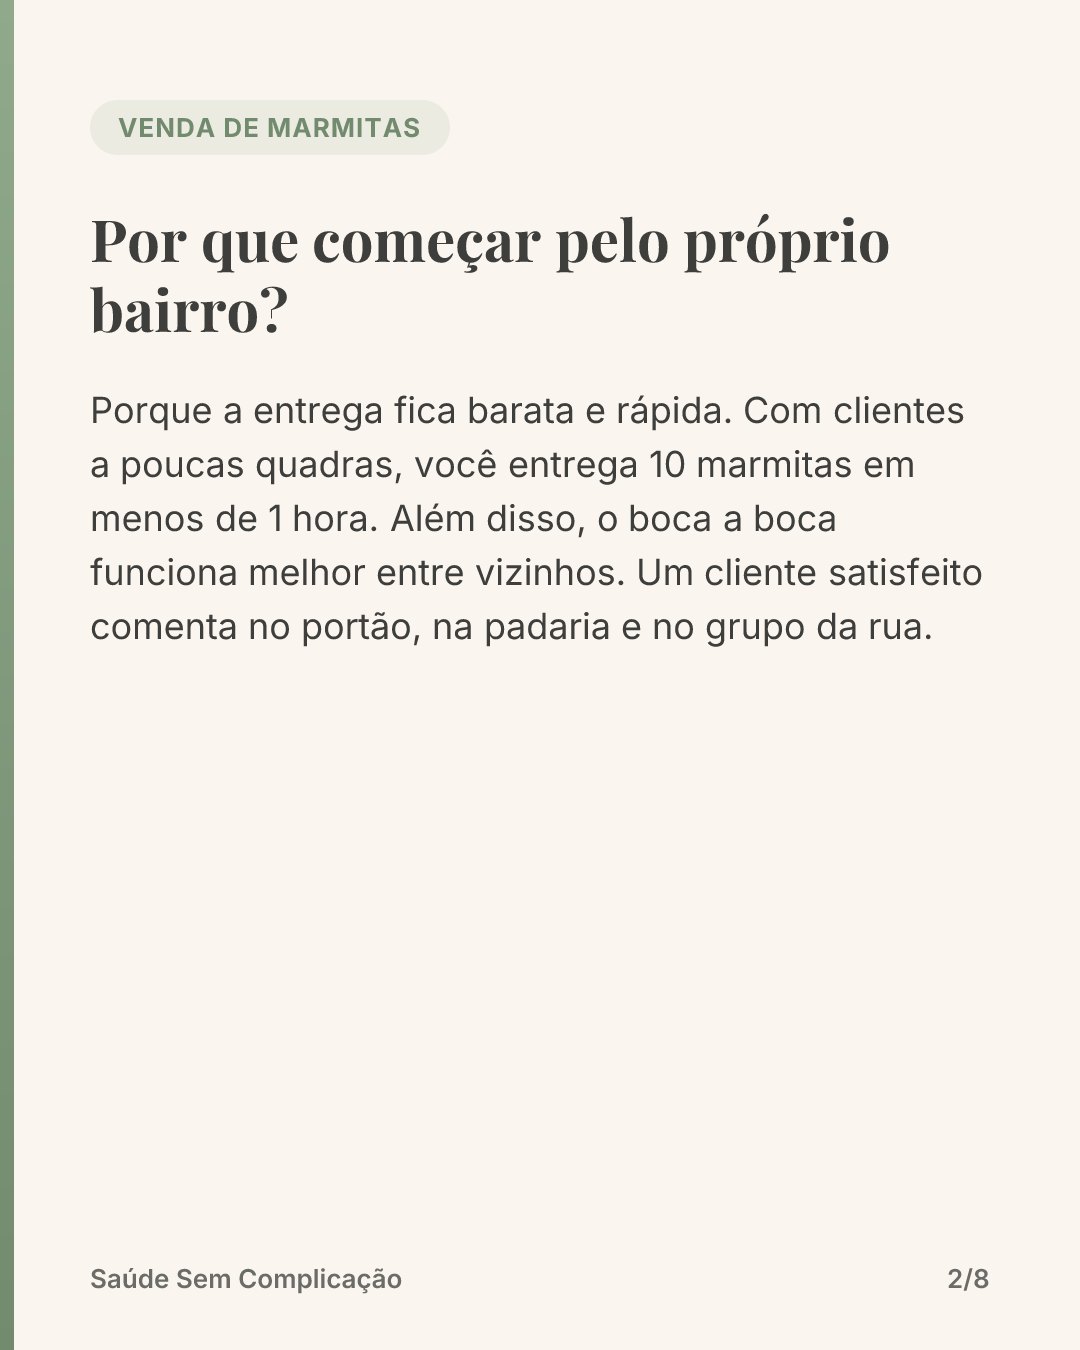 VENDA DE MARMITAS
Por que começar pelo próprio
bairro?
Porque a entrega fica barata e rápida. Com clientes
a poucas quadras, você entrega 10 marmitas em
menos de 1 hora. Além disso, o boca a boca
funciona melhor entre vizinhos. Um cliente satisfeito
comenta no portão, na padaria e no grupo da rua.
Saúde Sem Complicação
2/8